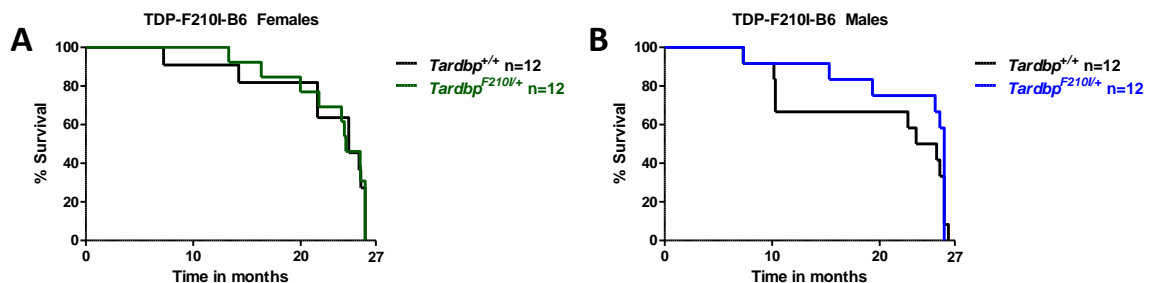 TDP-F210I-B6 Females
A
100
80
60
40
20
0
% Survival
0 10 20 27
Time in months
Tardbp+/+ n=12
TardbpF210I/+ n=12
TDP-F210I-B6 Males
B
100
80
60
40
20
0
% Survival
0 10 20 27
Time in months
Tardbp+/+ n=12
TardbpF210I/+ n=12